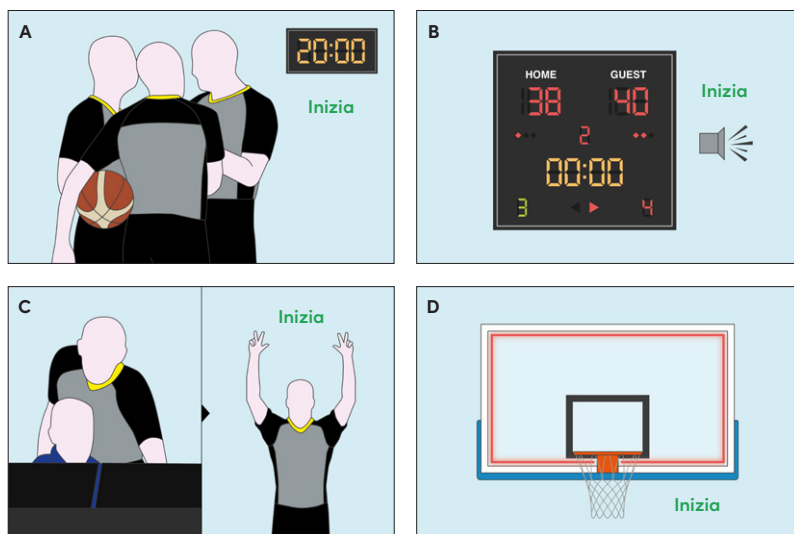 A
20:00
Inizia
B
HOME GUEST
38 40
2
00:00
3 4
Inizia
C
Inizia
D
Inizia